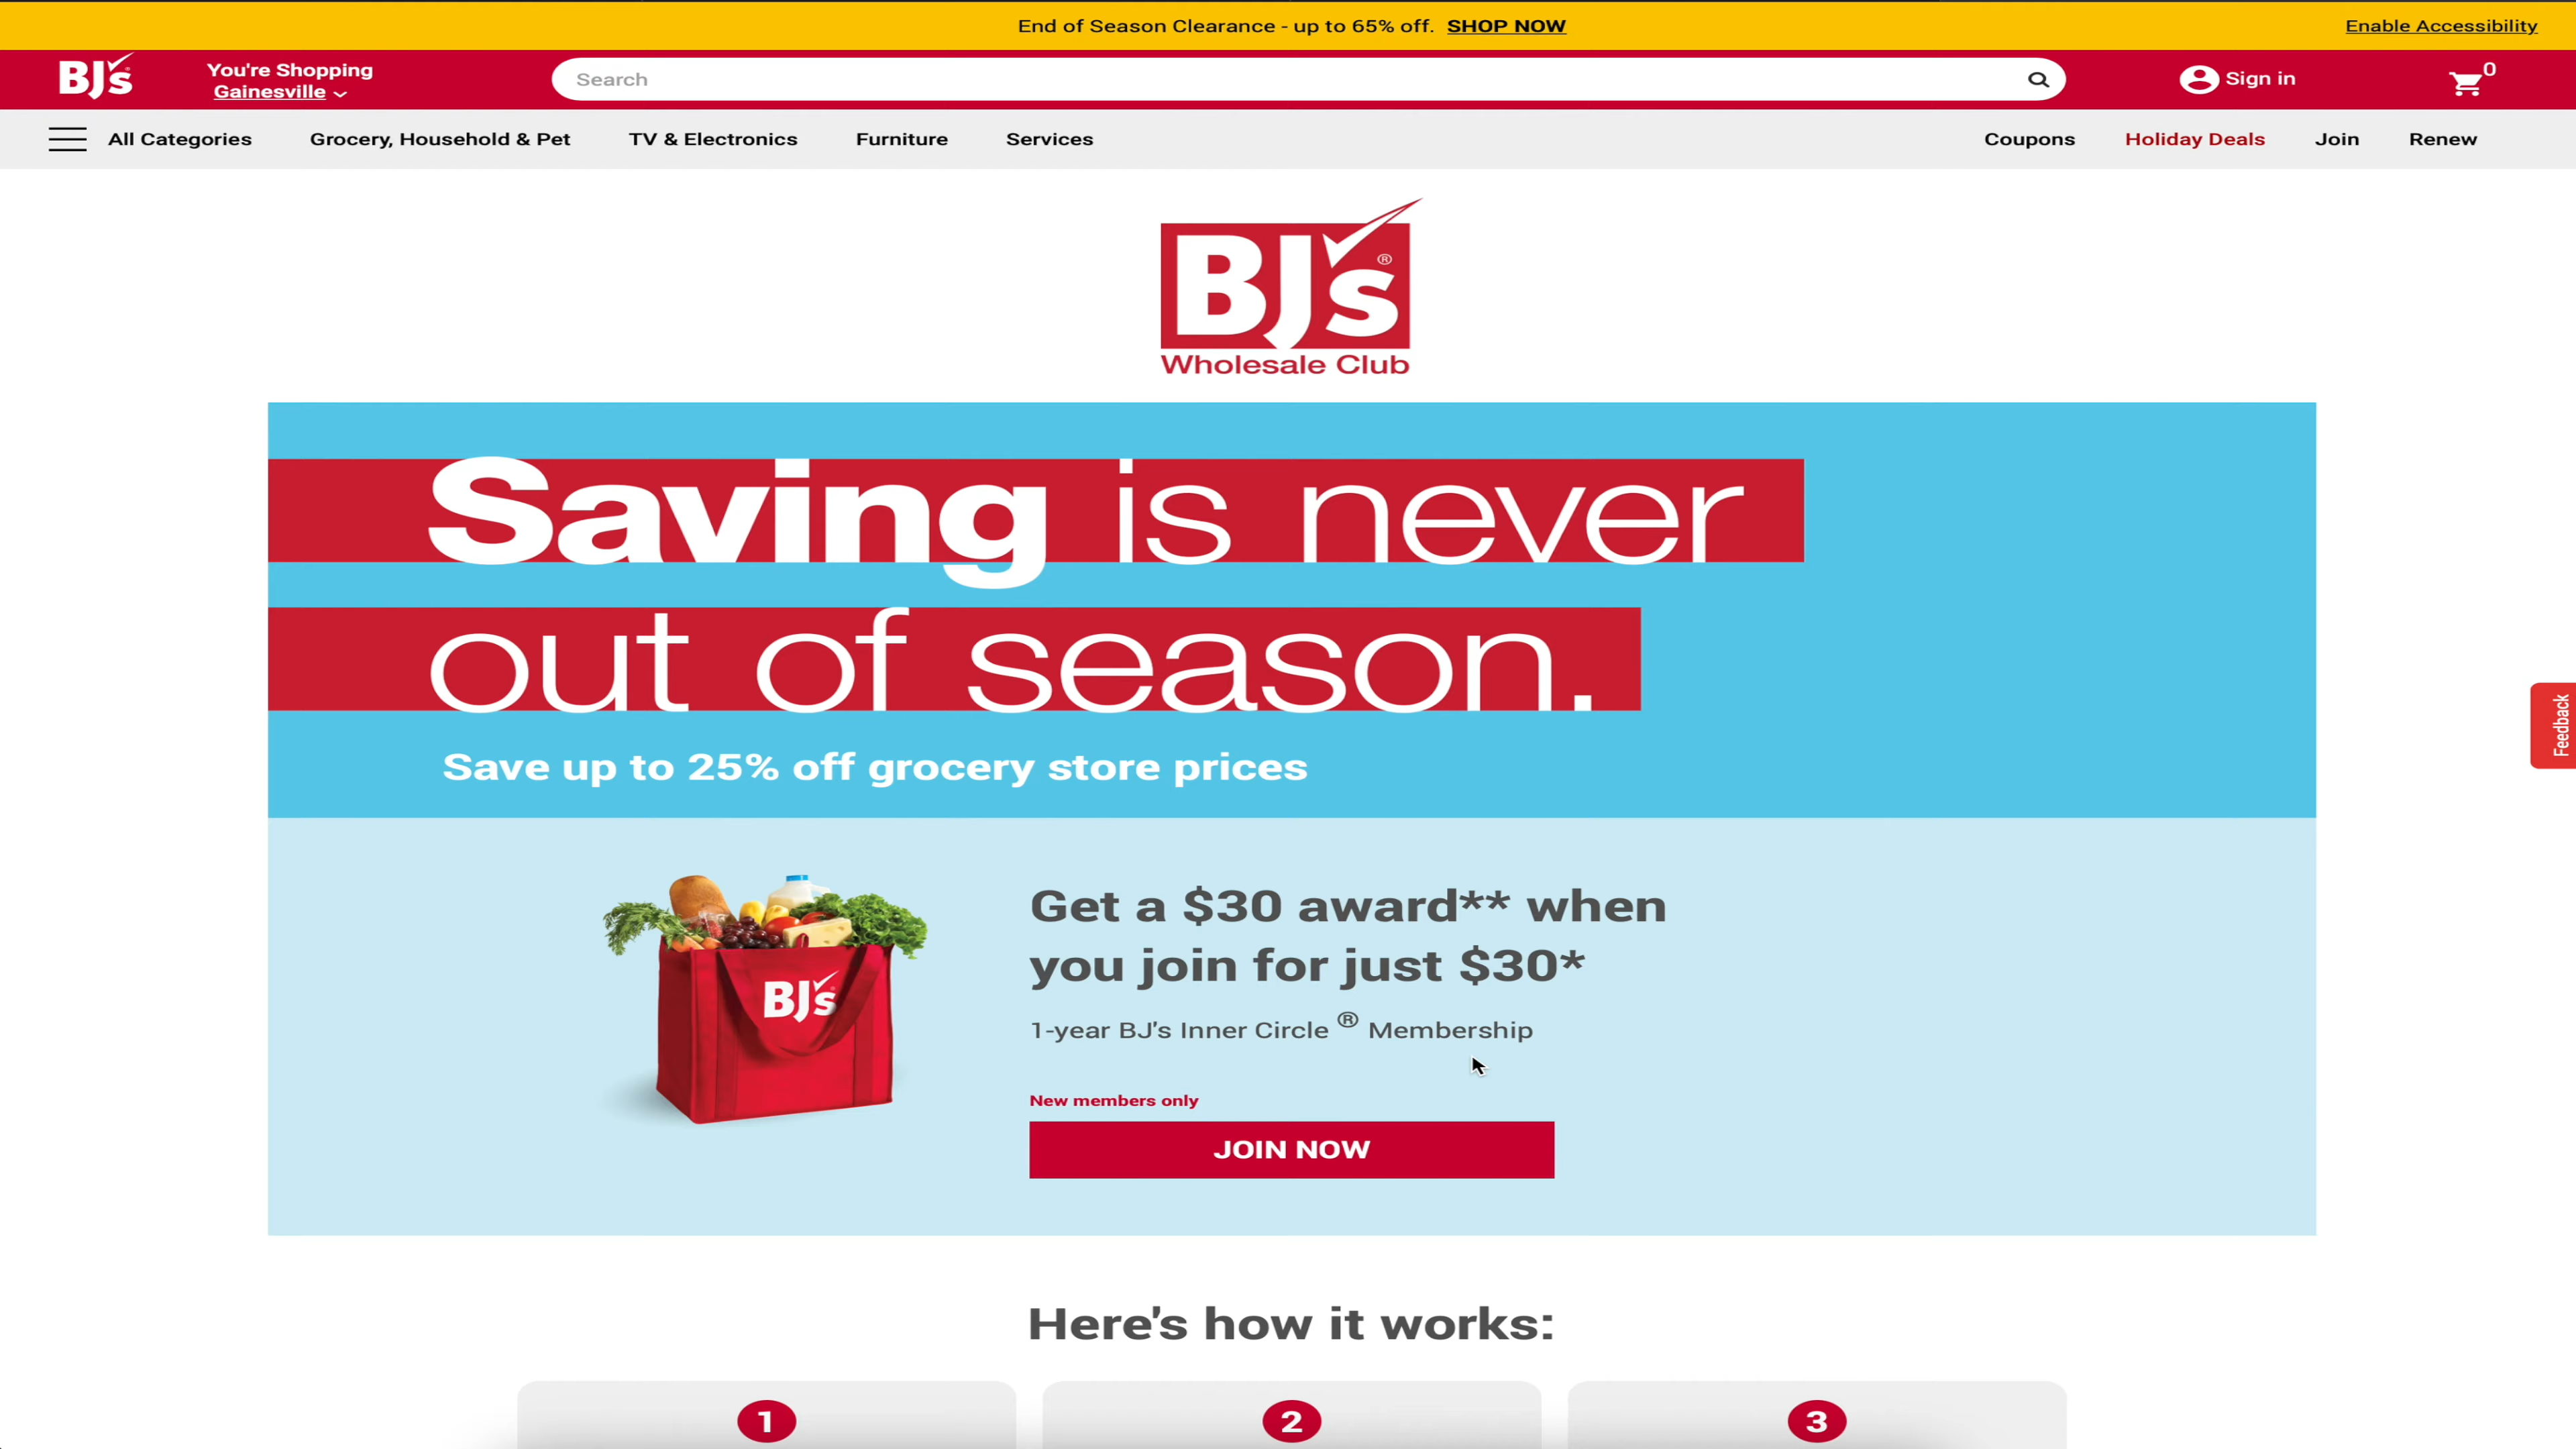 End of Season Clearance - up to 65% off. SHOP NOW
Enable Accessibility
BJ's
You're Shopping
Gainesville
Search
Sign in
0
All Categories
Grocery, Household & Pet
TV & Electronics
Furniture
Services
Coupons
Holiday Deals
Join
Renew
BJ's®
Wholesale Club
Saving is never
out of season.
Save up to 25% off grocery store prices
Feedback
BJ's
Get a $30 award** when
you join for just $30*
1-year BJ's Inner Circle ® Membership
New members only
JOIN NOW
Here's how it works:
1
2
3